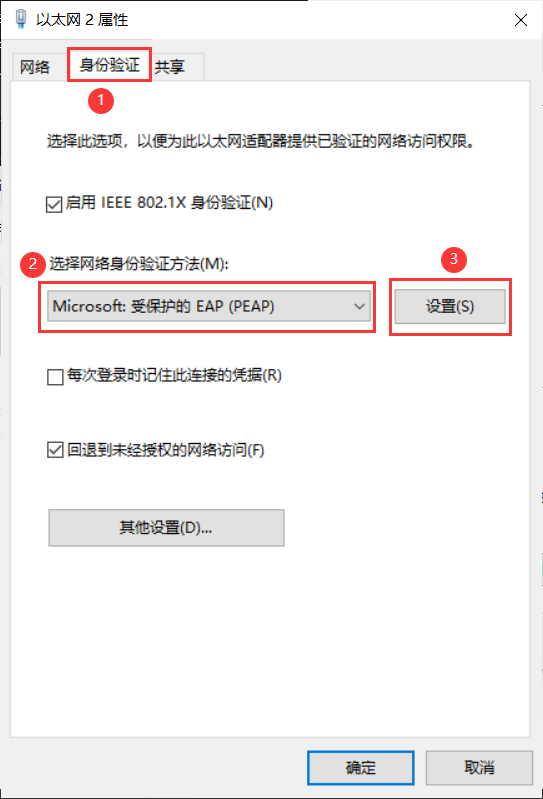 以太网 2 属性
网络 身份验证 共享
1
选择此选项，以便为此以太网适配器提供已验证的网络访问权限。
启用 IEEE 802.1X 身份验证(N)
2 选择网络身份验证方法(M):
3
Microsoft: 受保护的 EAP (PEAP)
设置(S)
每次登录时记住此连接的凭据(R)
回退到未经授权的网络访问(F)
其他设置(D)...
确定 取消